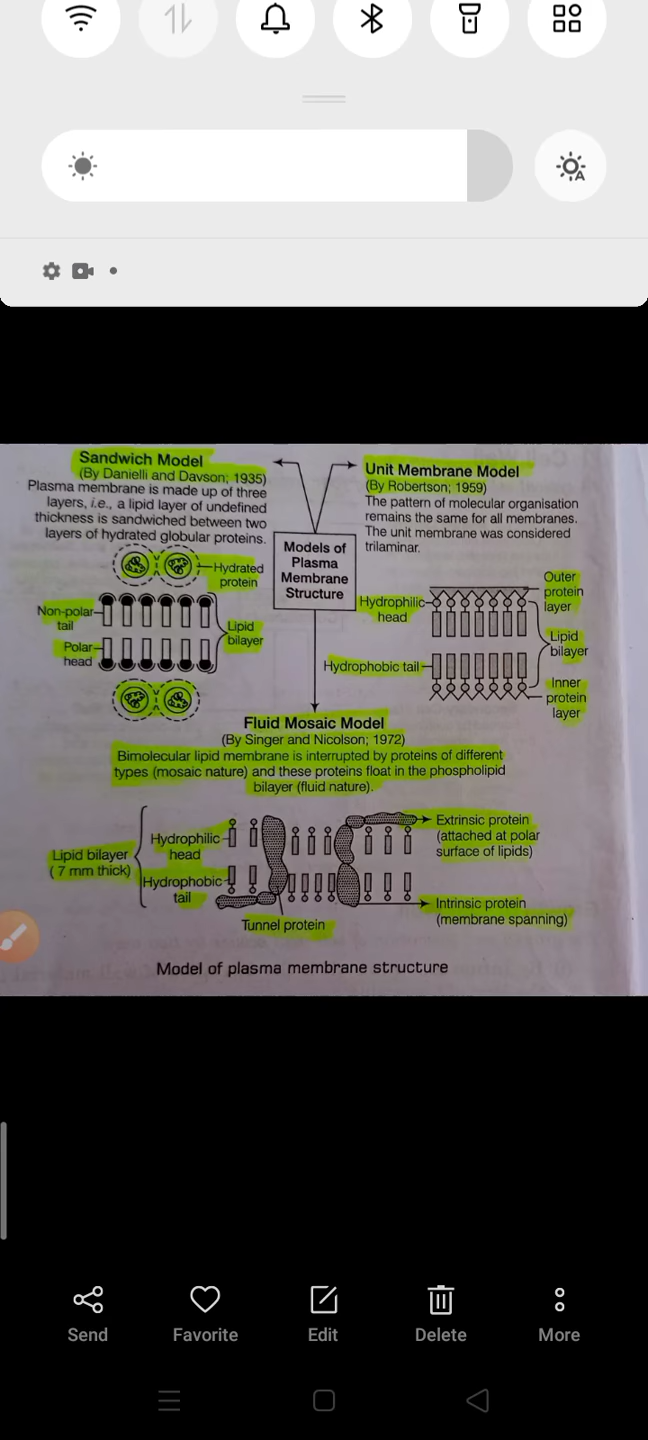 Sandwich Model
(By Danielli and Davson; 1935)
Plasma membrane is made up of three
layers, i.e., a lipid layer of undefined
thickness is sandwiched between two
layers of hydrated globular proteins.
Unit Membrane Model
(By Robertson; 1959)
The pattern of molecular organisation
remains the same for all membranes.
The unit membrane was considered
trilaminar.
Models of
Plasma
Membrane
Structure
Hydrated
protein
Non-polar
tail
Polar
head
Lipid
bilayer
Hydrophilic
head
Hydrophobic tail
Outer
protein
layer
Lipid
bilayer
Inner
protein
layer
Fluid Mosaic Model
(By Singer and Nicolson; 1972)
Bimolecular lipid membrane is interrupted by proteins of different
types (mosaic nature) and these proteins float in the phospholipid
bilayer (fluid nature).
Lipid bilayer
(7 mm thick)
Hydrophilic
head
Hydrophobic
tail
Tunnel protein
Extrinsic protein
(attached at polar
surface of lipids)
Intrinsic protein
(membrane spanning)
Model of plasma membrane structure
Send Favorite Edit Delete More